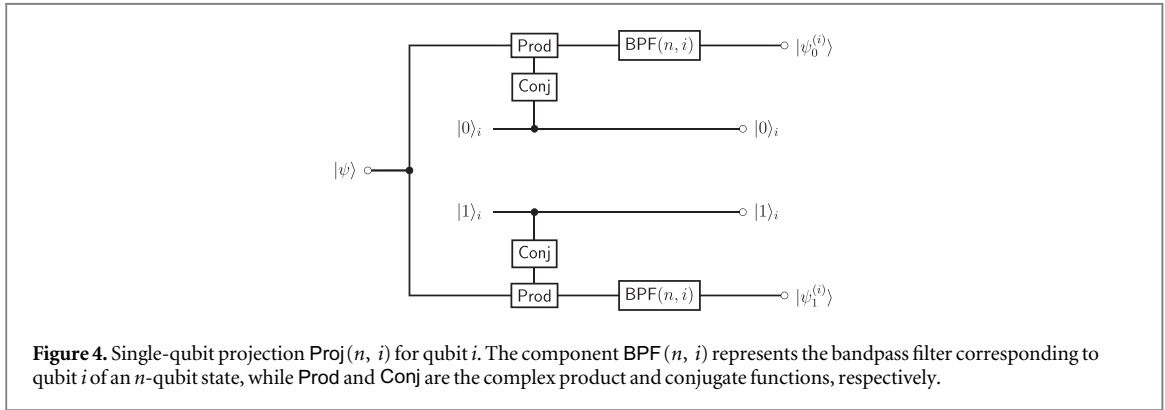 Prod BPF(n, i) |ψ₀⁽ⁱ⁾⟩
Conj
|0⟩ᵢ |0⟩ᵢ
|ψ⟩
|1⟩ᵢ |1⟩ᵢ
Conj
Prod BPF(n, i) |ψ₁⁽ⁱ⁾⟩
Figure 4. Single-qubit projection Proj(n, i) for qubit i. The component BPF(n, i) represents the bandpass filter corresponding to
qubit i of an n-qubit state, while Prod and Conj are the complex product and conjugate functions, respectively.